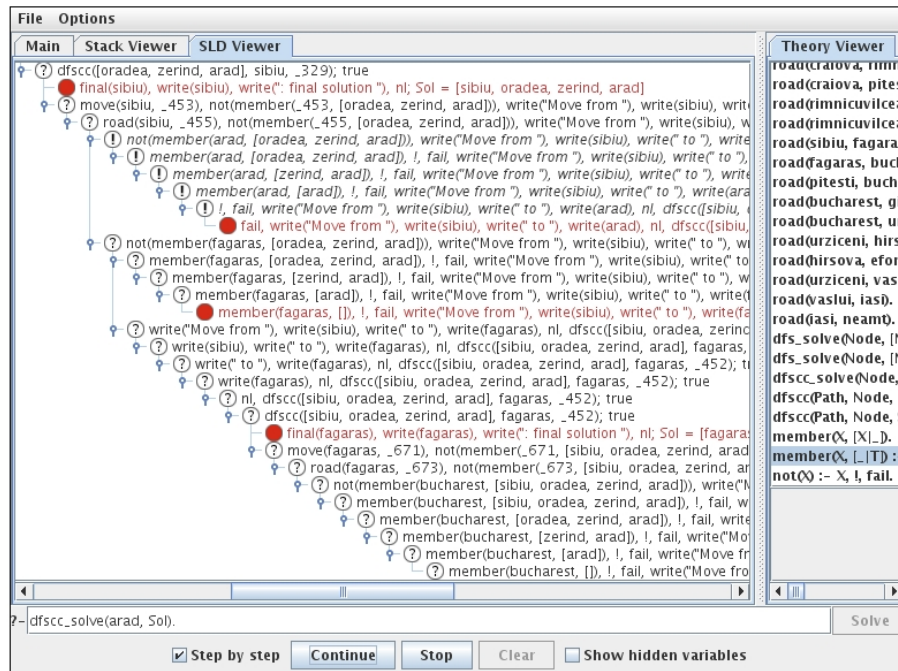 File Options
Main Stack Viewer SLD Viewer
? dfscc([oradea, zerind, arad], sibiu, _329); true
final(sibiu), write(sibiu), write(": final solution "), nl; Sol = [sibiu, oradea, zerind, arad]
? move(sibiu, _453), not(member(_453, [oradea, zerind, arad])), write("Move from "), write(sibiu), write
? road(sibiu, _455), not(member(_455, [oradea, zerind, arad])), write("Move from "), write(sibiu), w
! not(member(arad, [oradea, zerind, arad])), write("Move from "), write(sibiu), write(" to "), write
! member(arad, [oradea, zerind, arad]), !, fail, write("Move from "), write(sibiu), write(" to "),
! member(arad, [zerind, arad]), !, fail, write("Move from "), write(sibiu), write(" to "), w
! member(arad, [arad]), !, fail, write("Move from "), write(sibiu), write(" to "), write(ara
! !, fail, write("Move from "), write(sibiu), write(" to "), write(arad), nl, dfscc([sibiu, o
fail, write("Move from "), write(sibiu), write(" to "), write(arad), nl, dfscc([sibiu,
? not(member(fagaras, [oradea, zerind, arad])), write("Move from "), write(sibiu), write(" to "), w
? member(fagaras, [oradea, zerind, arad]), !, fail, write("Move from "), write(sibiu), write(" to
? member(fagaras, [zerind, arad]), !, fail, write("Move from "), write(sibiu), write(" to "), w
? member(fagaras, [arad]), !, fail, write("Move from "), write(sibiu), write(" to "), write(f
member(fagaras, []), !, fail, write("Move from "), write(sibiu), write(" to "), write(fa
? write("Move from "), write(sibiu), write(" to "), write(fagaras), nl, dfscc([sibiu, oradea, zerind
? write(sibiu), write(" to "), write(fagaras), nl, dfscc([sibiu, oradea, zerind, arad], fagaras,
? write(" to "), write(fagaras), nl, dfscc([sibiu, oradea, zerind, arad], fagaras, _452); tr
? write(fagaras), nl, dfscc([sibiu, oradea, zerind, arad], fagaras, _452); true
? nl, dfscc([sibiu, oradea, zerind, arad], fagaras, _452); true
? dfscc([sibiu, oradea, zerind, arad], fagaras, _452); true
final(fagaras), write(fagaras), write(": final solution "), nl; Sol = [fagaras
? move(fagaras, _671), not(member(_671, [sibiu, oradea, zerind, arad
? road(fagaras, _673), not(member(_673, [sibiu, oradea, zerind, ar
? not(member(bucharest, [sibiu, oradea, zerind, arad])), write("M
? member(bucharest, [sibiu, oradea, zerind, arad]), !, fail, w
? member(bucharest, [oradea, zerind, arad]), !, fail, write
? member(bucharest, [zerind, arad]), !, fail, write("Mo
? member(bucharest, [arad]), !, fail, write("Move fr
? member(bucharest, []), !, fail, write("Move fro
Theory Viewer
road(craiova, rimn
road(craiova, pites
road(rimnicuvilcea
road(rimnicuvilcea
road(sibiu, fagara
road(fagaras, buch
road(pitesti, buch
road(bucharest, gi
road(bucharest, u
road(urziceni, hirs
road(hirsova, efor
road(urziceni, vas
road(vaslui, iasi).
road(iasi, neamt).
dfs_solve(Node, [N
dfs_solve(Node, [N
dfscc_solve(Node,
dfscc(Path, Node,
dfscc(Path, Node,
member(X, [X|_).
member(X, [_|T]) :
not(X) :- X, !, fail.
?- dfscc_solve(arad, Sol). Solve
Step by step Continue Stop Clear Show hidden variables